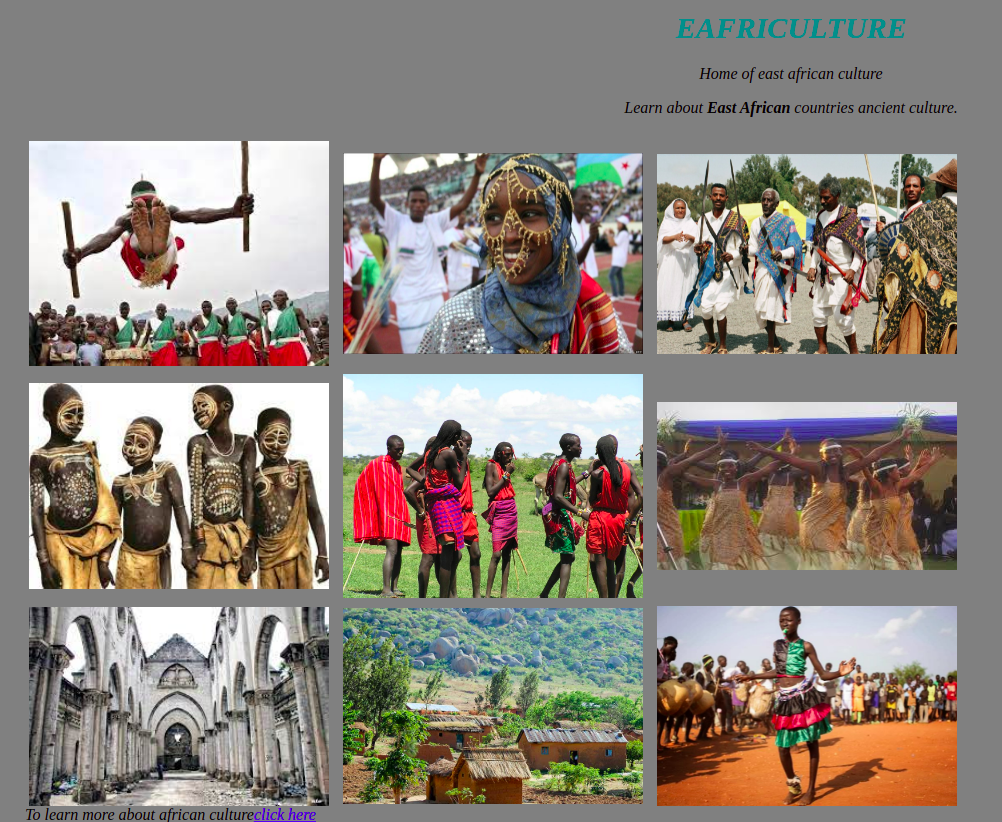 EAFRICULTURE
Home of east african culture
Learn about East African countries ancient culture.
To learn more about african cultureclick here